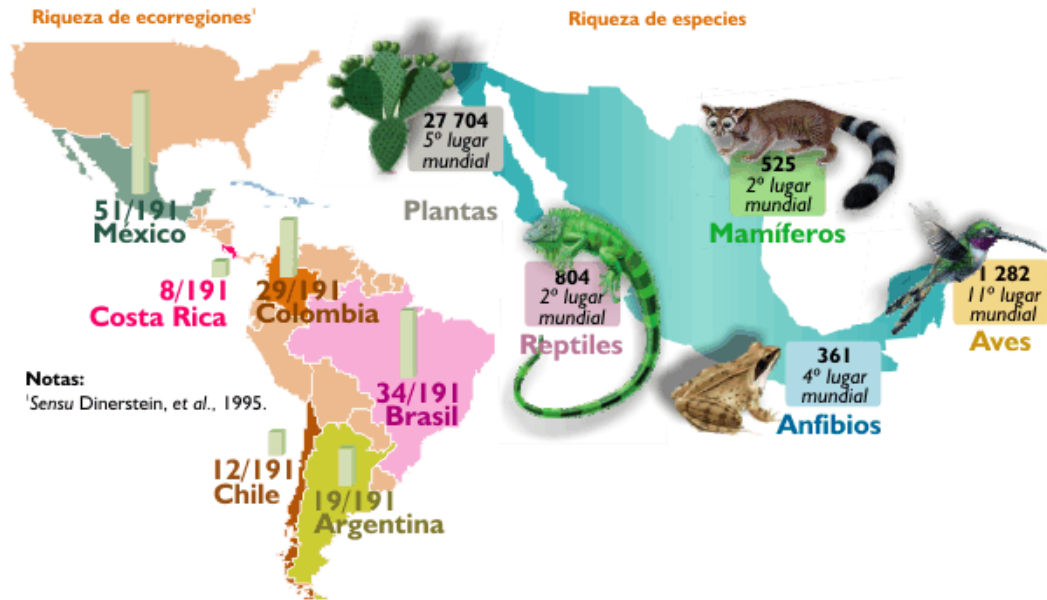 Riqueza de ecorregiones¹
Riqueza de especies
27 704
5º lugar
mundial
Plantas
525
2º lugar
mundial
Mamíferos
804
2º lugar
mundial
Reptiles
1 282
11º lugar
mundial
Aves
361
4º lugar
mundial
Anfibios
51/191
México
8/191
Costa Rica
29/191
Colombia
34/191
Brasil
12/191
Chile
19/191
Argentina
Notas:
¹Sensu Dinerstein, et al., 1995.